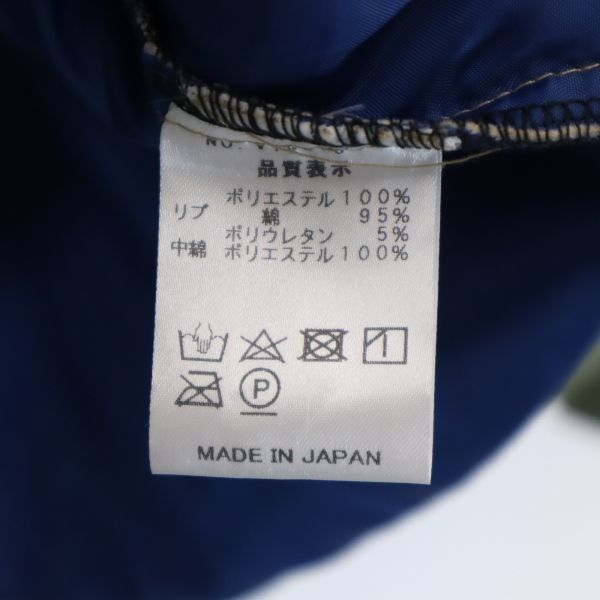 品質表示
ポリエステル100%
リブ 綿 95%
ポリウレタン 5%
中綿 ポリエステル100%
P
MADE IN JAPAN